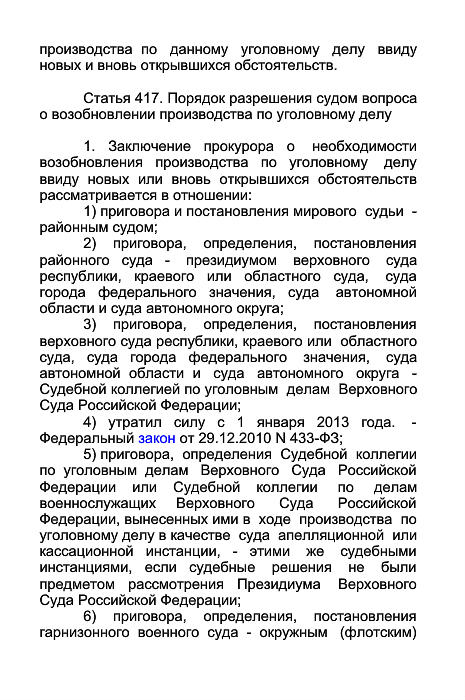 производства по данному уголовному делу ввиду
новых и вновь открывшихся обстоятельств.
Статья 417. Порядок разрешения судом вопроса
о возобновлении производства по уголовному делу
1. Заключение прокурора о необходимости
возобновления производства по уголовному делу
ввиду новых или вновь открывшихся обстоятельств
рассматривается в отношении:
1) приговора и постановления мирового судьи -
районным судом;
2) приговора, определения, постановления
районного суда - президиумом верховного суда
республики, краевого или областного суда, суда
города федерального значения, суда автономной
области и суда автономного округа;
3) приговора, определения, постановления
верховного суда республики, краевого или областного
суда, суда города федерального значения, суда
автономной области и суда автономного округа -
Судебной коллегией по уголовным делам Верховного
Суда Российской Федерации;
4) утратил силу с 1 января 2013 года. -
Федеральный закон от 29.12.2010 N 433-ФЗ;
5) приговора, определения Судебной коллегии
по уголовным делам Верховного Суда Российской
Федерации или Судебной коллегии по делам
военнослужащих Верховного Суда Российской
Федерации, вынесенных ими в ходе производства по
уголовному делу в качестве суда апелляционной или
кассационной инстанции, - этими же судебными
инстанциями, если судебные решения не были
предметом рассмотрения Президиума Верховного
Суда Российской Федерации;
6) приговора, определения, постановления
гарнизонного военного суда - окружным (флотским)